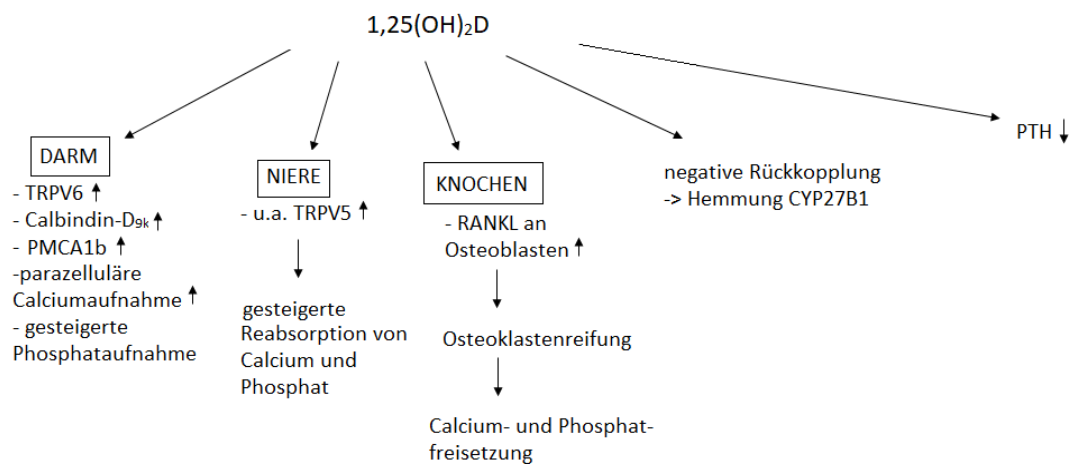 1,25(OH)₂D
DARM
- TRPV6 ↑
- Calbindin-D₉ₖ ↑
- PMCA1b ↑
-parazelluläre
Calciumaufnahme ↑
- gesteigerte
Phosphataufnahme
NIERE
- u.a. TRPV5 ↑
gesteigerte
Reabsorption von
Calcium und
Phosphat
KNOCHEN
- RANKL an
Osteoblasten ↑
Osteoklastenreifung
Calcium- und Phosphat-
freisetzung
negative Rückkopplung
-> Hemmung CYP27B1
PTH ↓